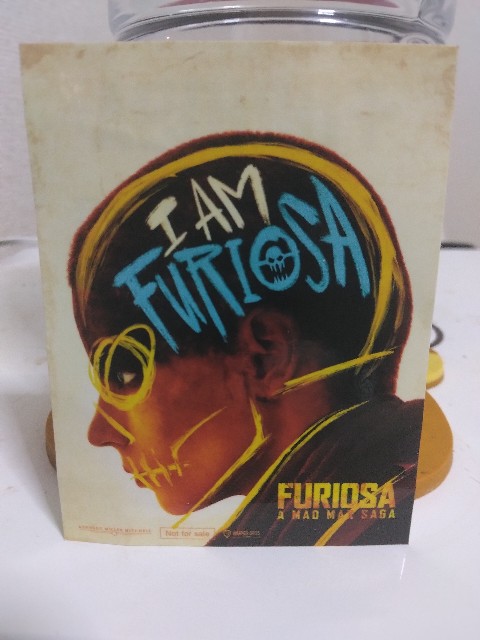 I AM
FURIOSA
FURIOSA
A MAD MAX SAGA
Not for sale